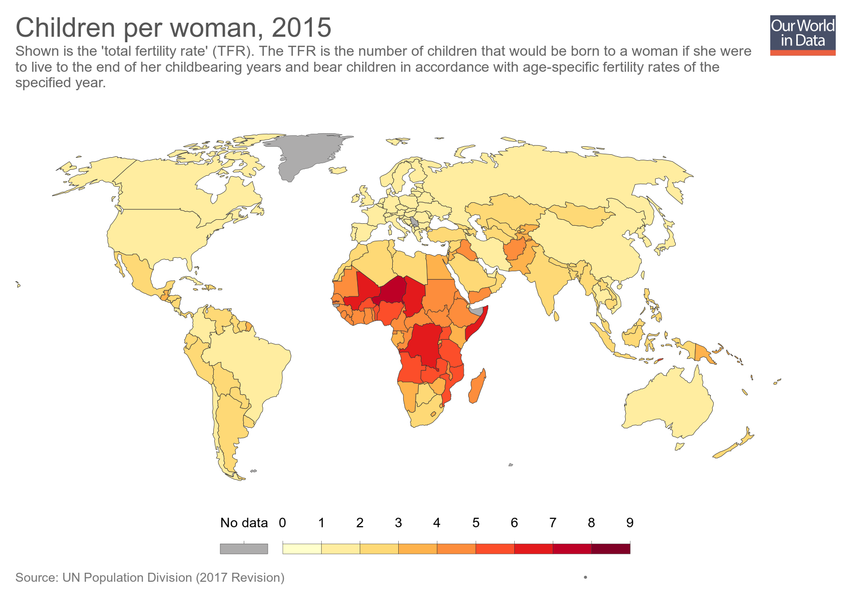 Children per woman, 2015
Our World
in Data
Shown is the 'total fertility rate' (TFR). The TFR is the number of children that would be born to a woman if she were
to live to the end of her childbearing years and bear children in accordance with age-specific fertility rates of the
specified year.
No data 0 1 2 3 4 5 6 7 8 9
Source: UN Population Division (2017 Revision)